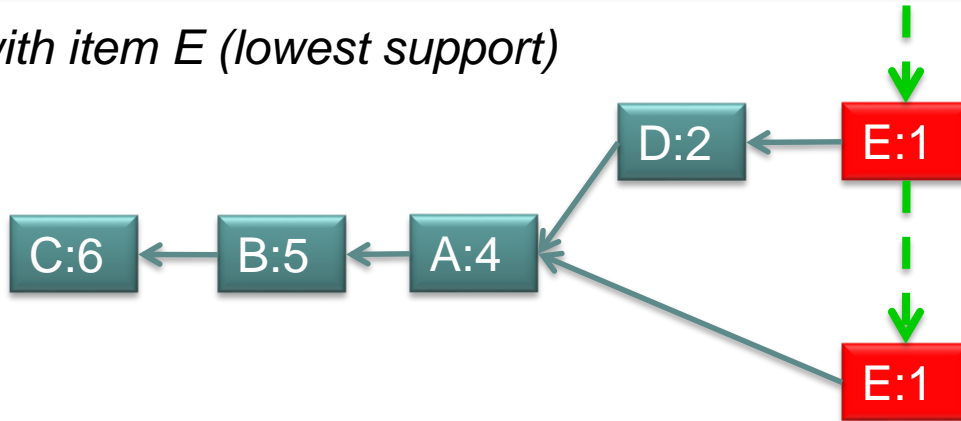 with item E (lowest support)
D:2
E:1
C:6
B:5
A:4
E:1